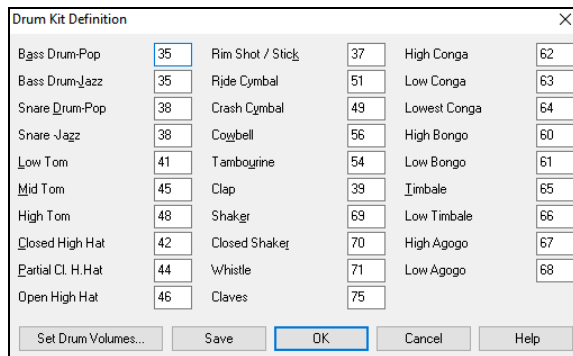 Drum Kit Definition
Bass Drum-Pop 35 Rim Shot / Stick 37 High Conga 62
Bass Drum-Jazz 35 Ride Cymbal 51 Low Conga 63
Snare Drum-Pop 38 Crash Cymbal 49 Lowest Conga 64
Snare -Jazz 38 Cowbell 56 High Bongo 60
Low Tom 41 Tambourine 54 Low Bongo 61
Mid Tom 45 Clap 39 Timbale 65
High Tom 48 Shaker 69 Low Timbale 66
Closed High Hat 42 Closed Shaker 70 High Agogo 67
Partial Cl. H.Hat 44 Whistle 71 Low Agogo 68
Open High Hat 46 Claves 75
Set Drum Volumes... Save OK Cancel Help